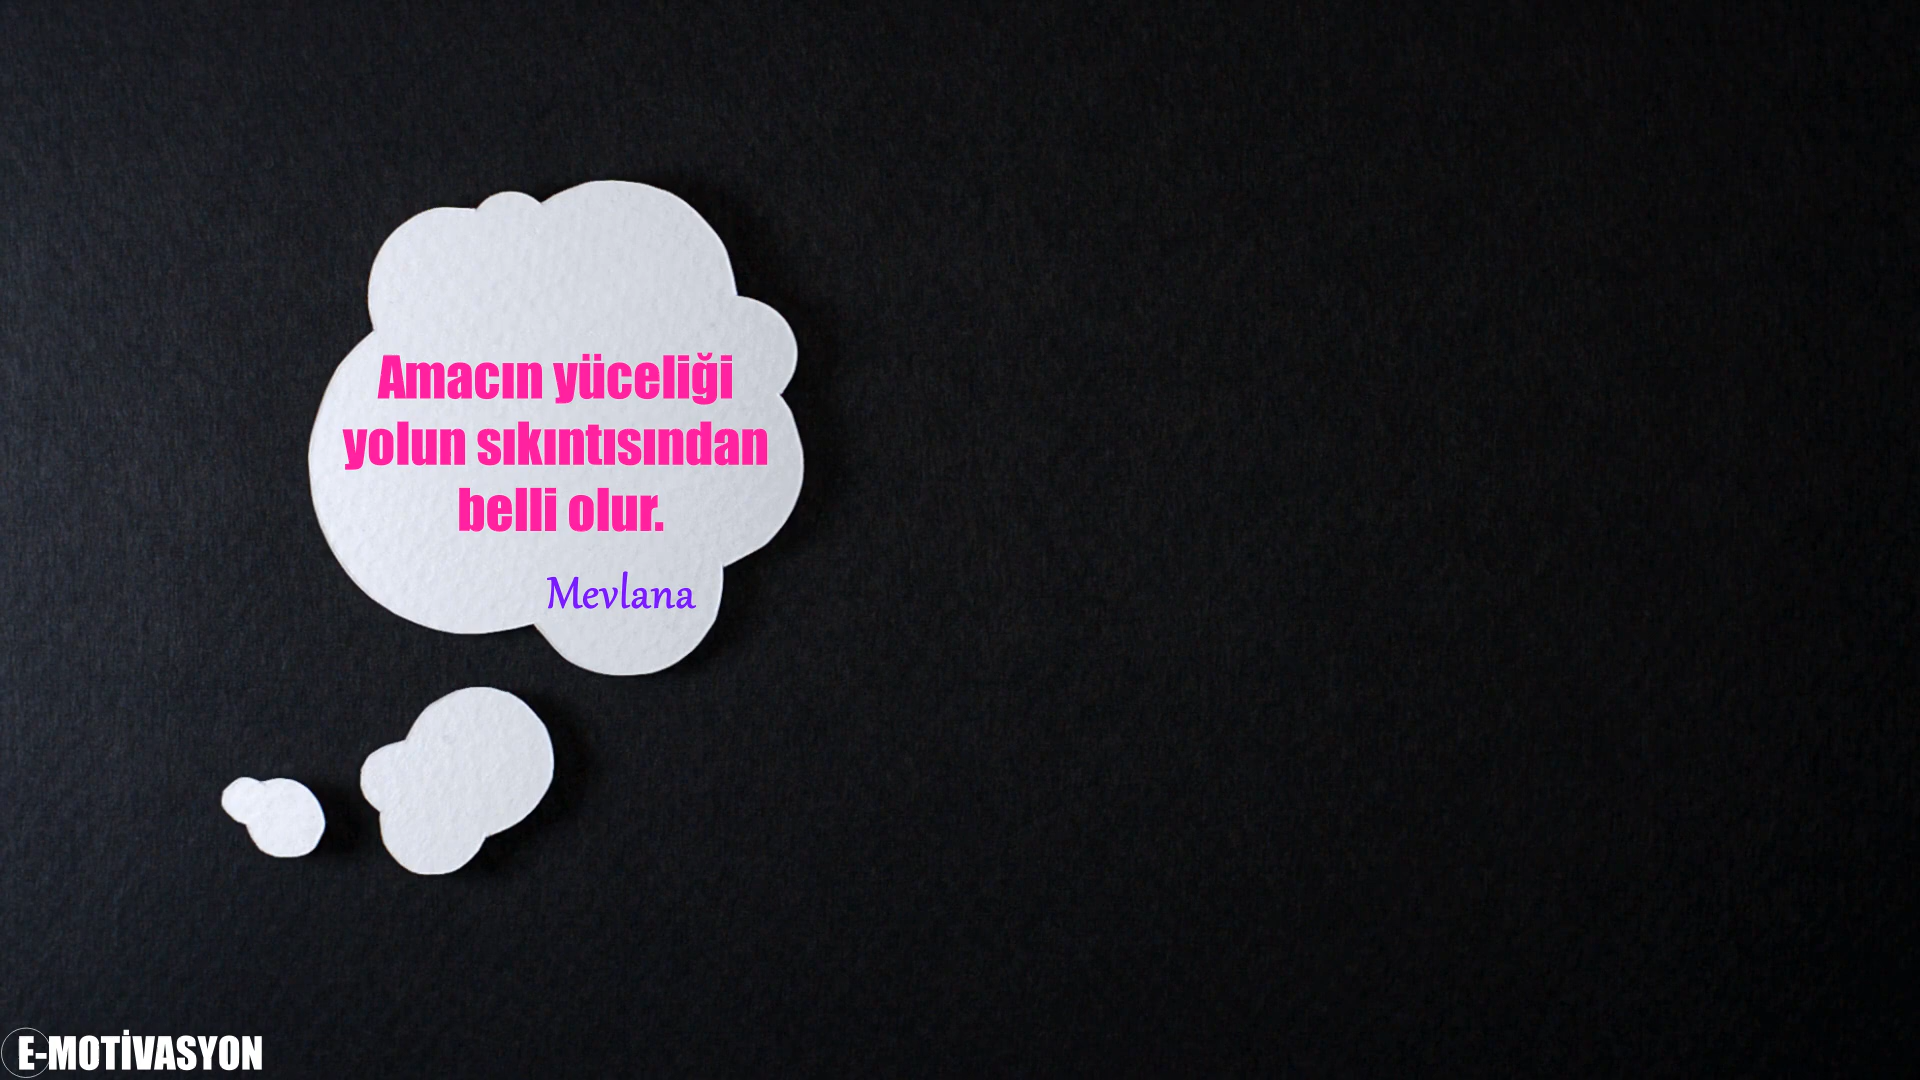 Amacın yüceliği
yolun sıkıntısından
belli olur.
Mevlana
E-MOTİVASYON